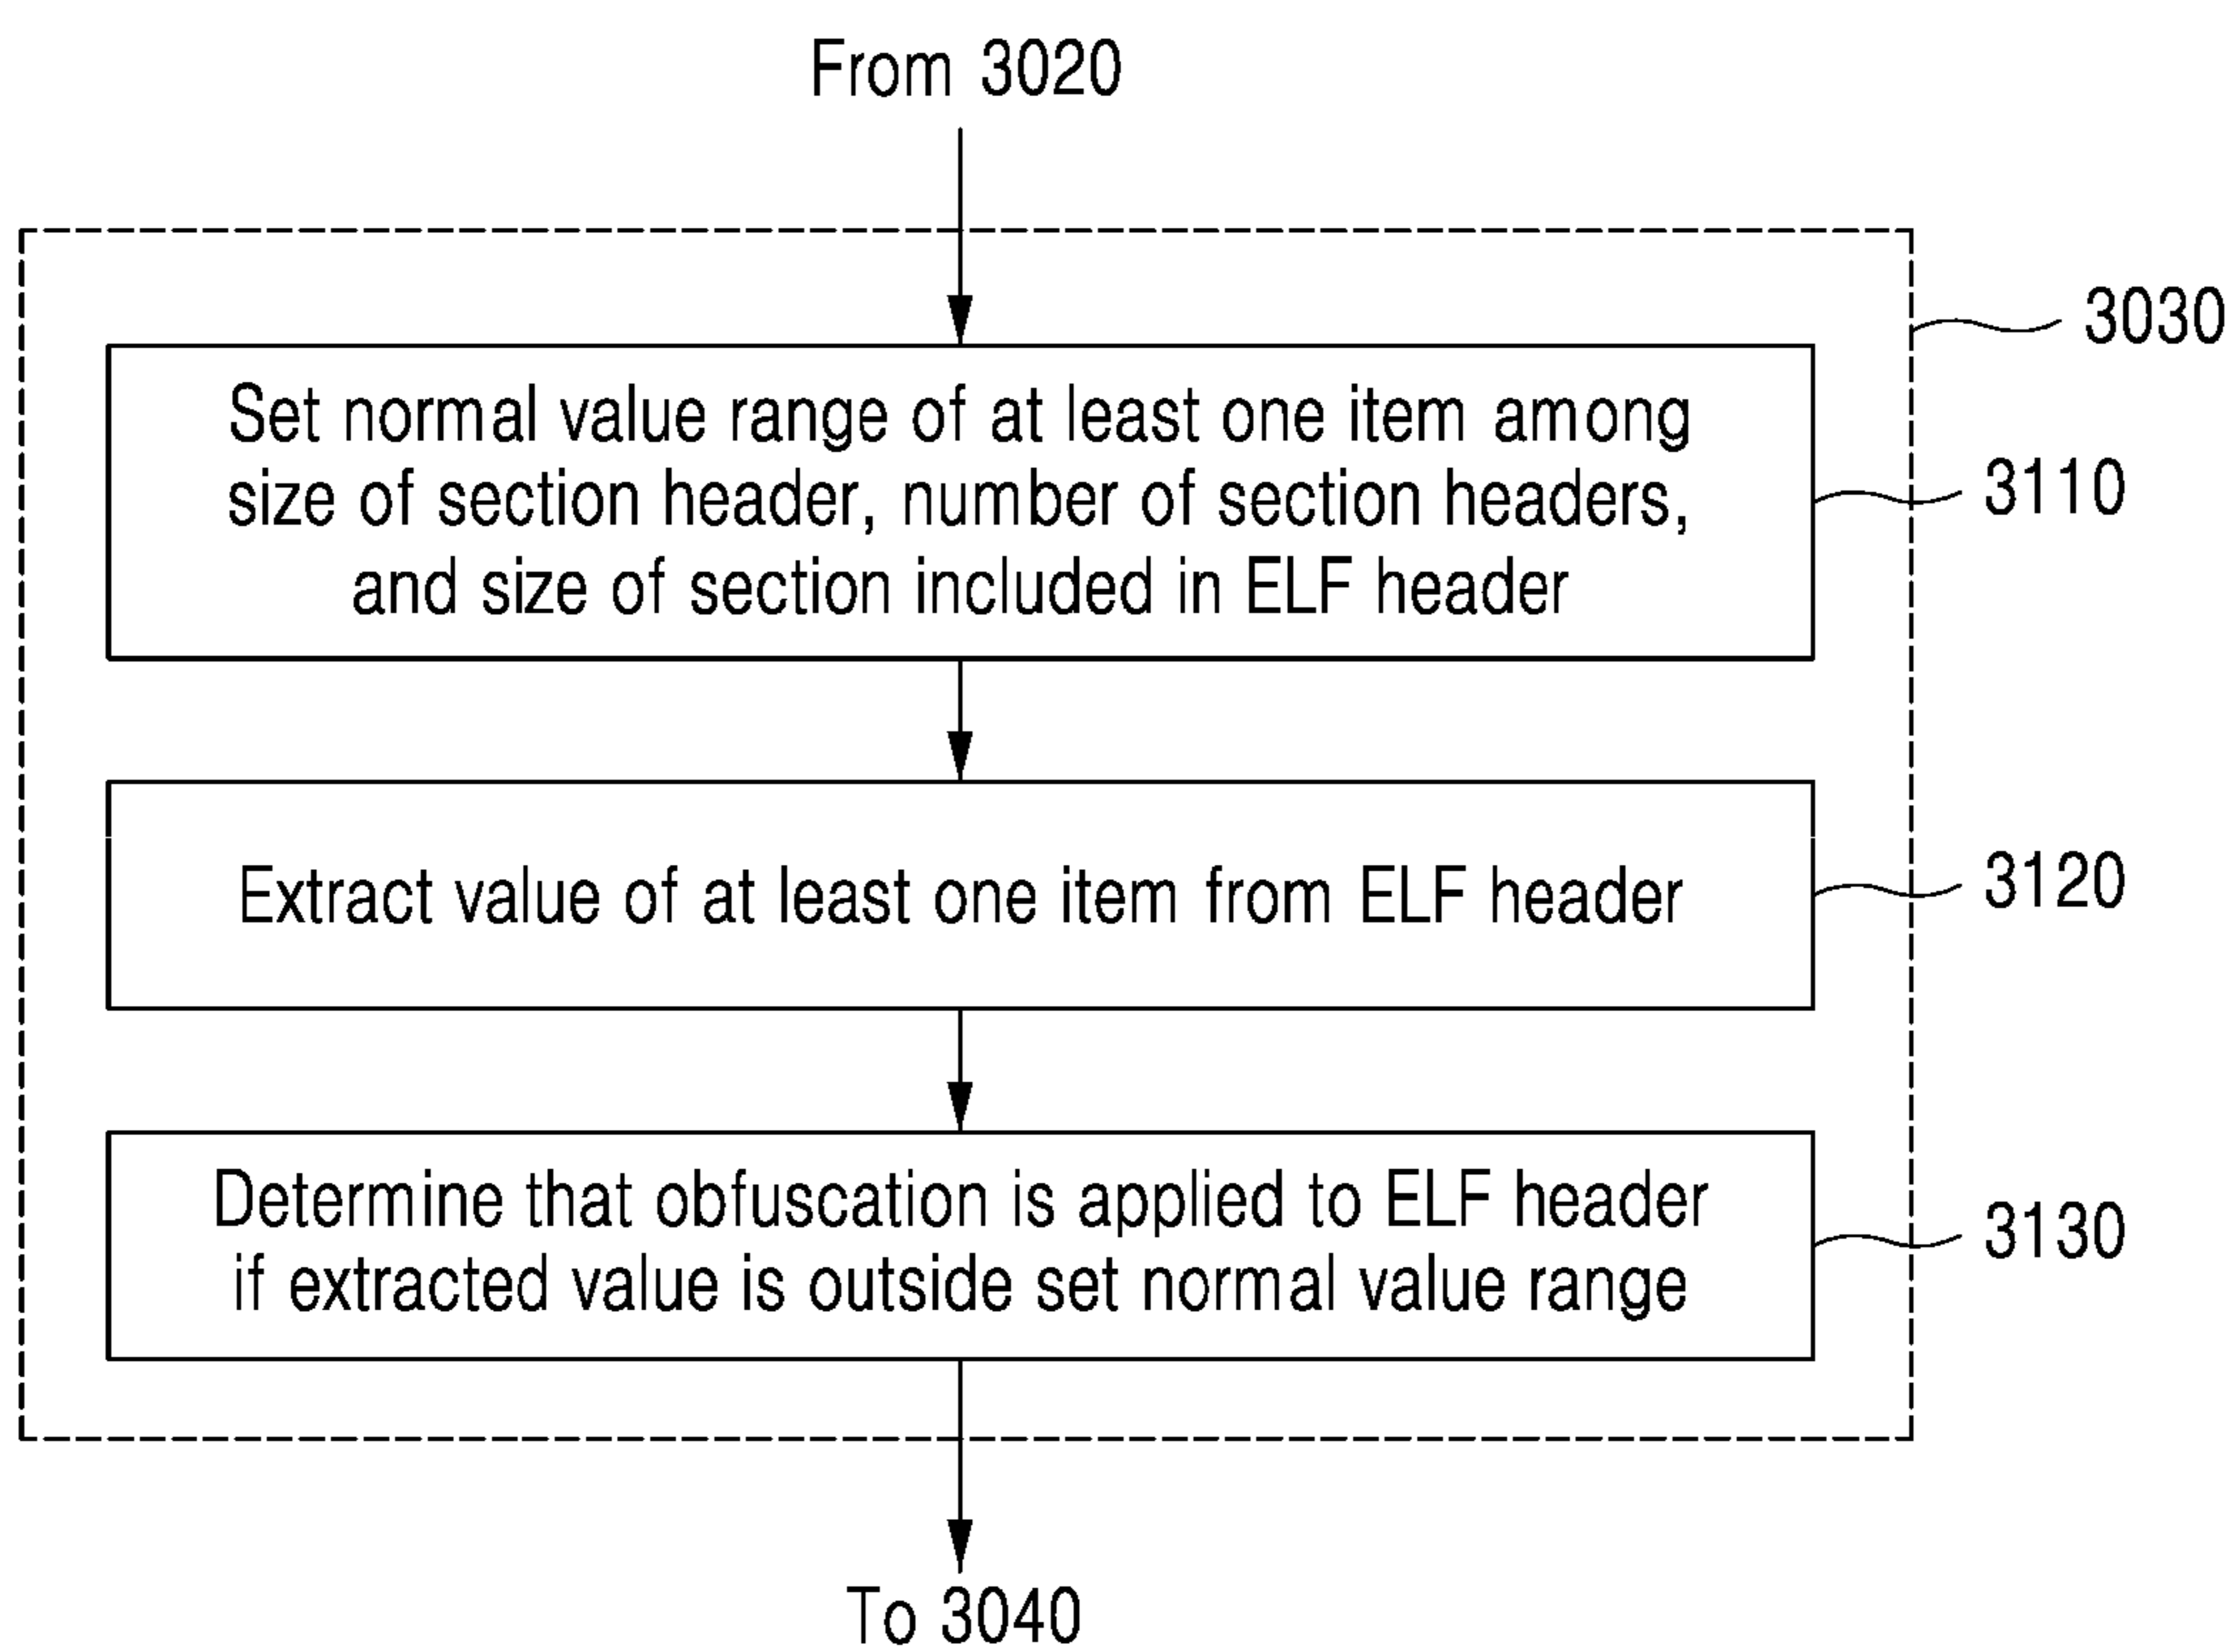 From 3020
3030
Set normal value range of at least one item among
size of section header, number of section headers,
and size of section included in ELF header
3110
Extract value of at least one item from ELF header
3120
Determine that obfuscation is applied to ELF header
if extracted value is outside set normal value range
3130
To 3040